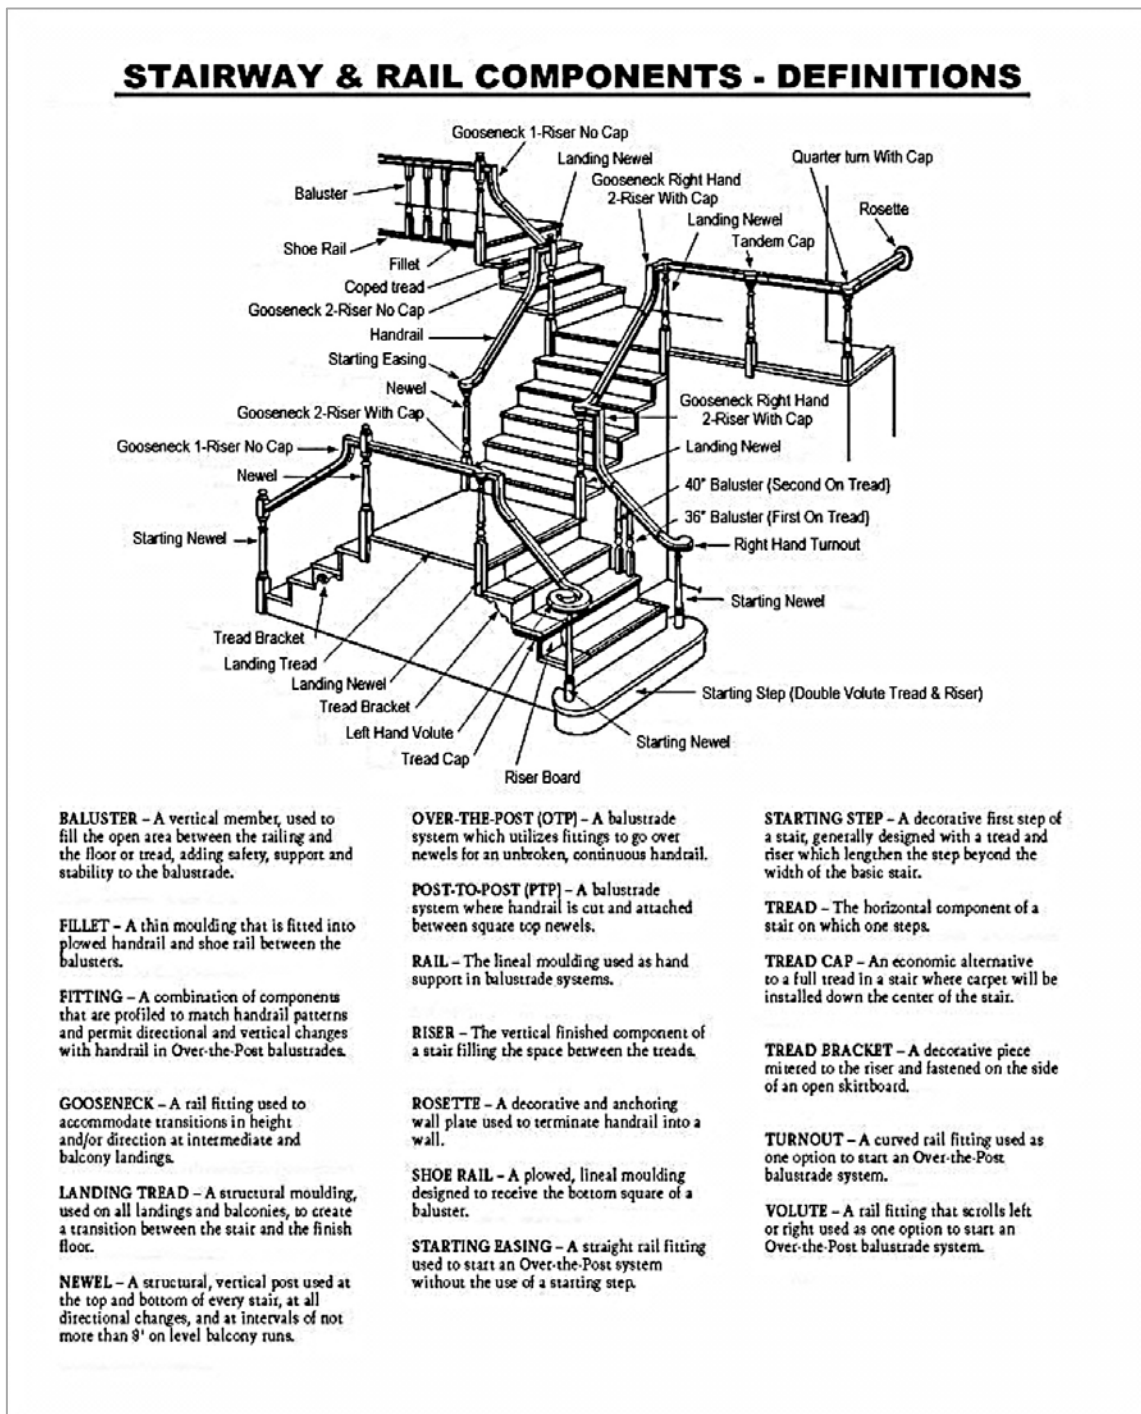 STAIRWAY & RAIL COMPONENTS - DEFINITIONS
Gooseneck 1-Riser No Cap
Landing Newel
Quarter turn With Cap
Gooseneck Right Hand
2-Riser With Cap
Baluster
Rosette
Landing Newel
Tandem Cap
Shoe Rail
Fillet
Coped tread
Gooseneck 2-Riser No Cap
Handrail
Starting Easing
Newel
Gooseneck Right Hand
2-Riser With Cap
Gooseneck 2-Riser With Cap
Gooseneck 1-Riser No Cap
Landing Newel
Newel
40" Baluster (Second On Tread)
36" Baluster (First On Tread)
Starting Newel
Right Hand Turnout
Starting Newel
Tread Bracket
Landing Tread
Landing Newel
Starting Step (Double Volute Tread & Riser)
Tread Bracket
Left Hand Volute
Starting Newel
Tread Cap
Riser Board
BALUSTER – A vertical member, used to
fill the open area between the railing and
the floor or tread, adding safety, support and
stability to the balustrade.
FILLET – A thin moulding that is fitted into
plowed handrail and shoe rail between the
balusters.
FITTING – A combination of components
that are profiled to match handrail patterns
and permit directional and vertical changes
with handrail in Over-the-Post balustrades.
GOOSENECK – A rail fitting used to
accommodate transitions in height
and/or direction at intermediate and
balcony landings.
LANDING TREAD – A structural moulding,
used on all landings and balconies, to create
a transition between the stair and the finish
floor.
NEWEL – A structural, vertical post used at
the top and bottom of every stair, at all
directional changes, and at intervals of not
more than 8' on level balcony runs.
OVER-THE-POST (OTP) – A balustrade
system which utilizes fittings to go over
newels for an unbroken, continuous handrail.
POST-TO-POST (PTP) – A balustrade
system where handrail is cut and attached
between square top newels.
RAIL – The lineal moulding used as hand
support in balustrade systems.
RISER – The vertical finished component of
a stair filling the space between the treads.
ROSETTE – A decorative and anchoring
wall plate used to terminate handrail into a
wall.
SHOE RAIL – A plowed, lineal moulding
designed to receive the bottom square of a
baluster.
STARTING EASING – A straight rail fitting
used to start an Over-the-Post system
without the use of a starting step.
STARTING STEP – A decorative first step of
a stair, generally designed with a tread and
riser which lengthen the step beyond the
width of the basic stair.
TREAD – The horizontal component of a
stair on which one steps.
TREAD CAP – An economic alternative
to a full tread in a stair where carpet will be
installed down the center of the stair.
TREAD BRACKET – A decorative piece
mitered to the riser and fastened on the side
of an open skirtboard.
TURNOUT – A curved rail fitting used as
one option to start an Over-the-Post
balustrade system.
VOLUTE – A rail fitting that scrolls left
or right used as one option to start an
Over-the-Post balustrade system.